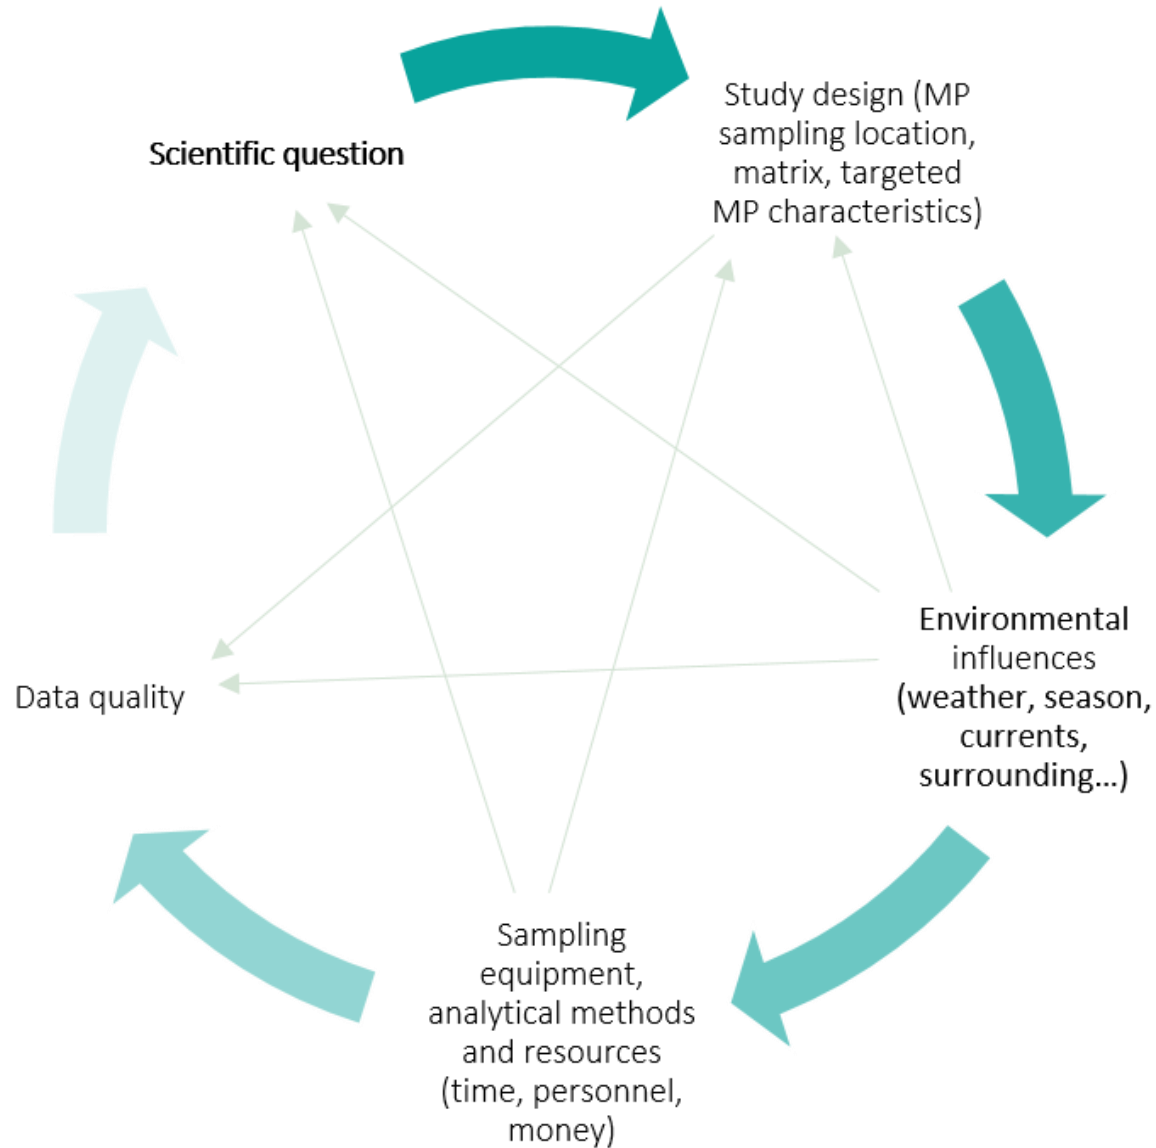 Scientific question
Study design (MP
sampling location,
matrix, targeted
MP characteristics)
Environmental
influences
(weather, season,
currents,
surrounding...)
Sampling
equipment,
analytical methods
and resources
(time, personnel,
money)
Data quality